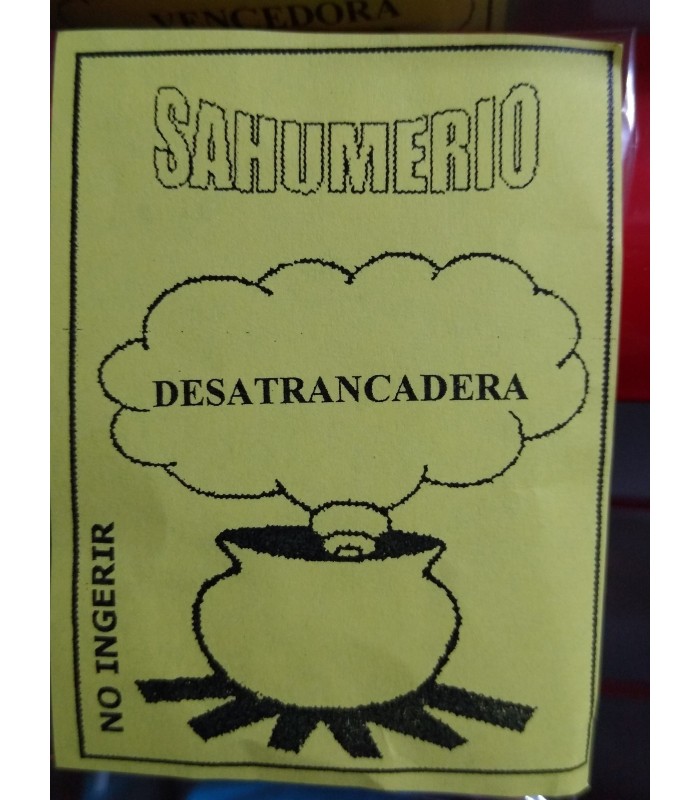 VENCEDORA
SAHUMERIO
DESATRANCADERA
NO INGERIR